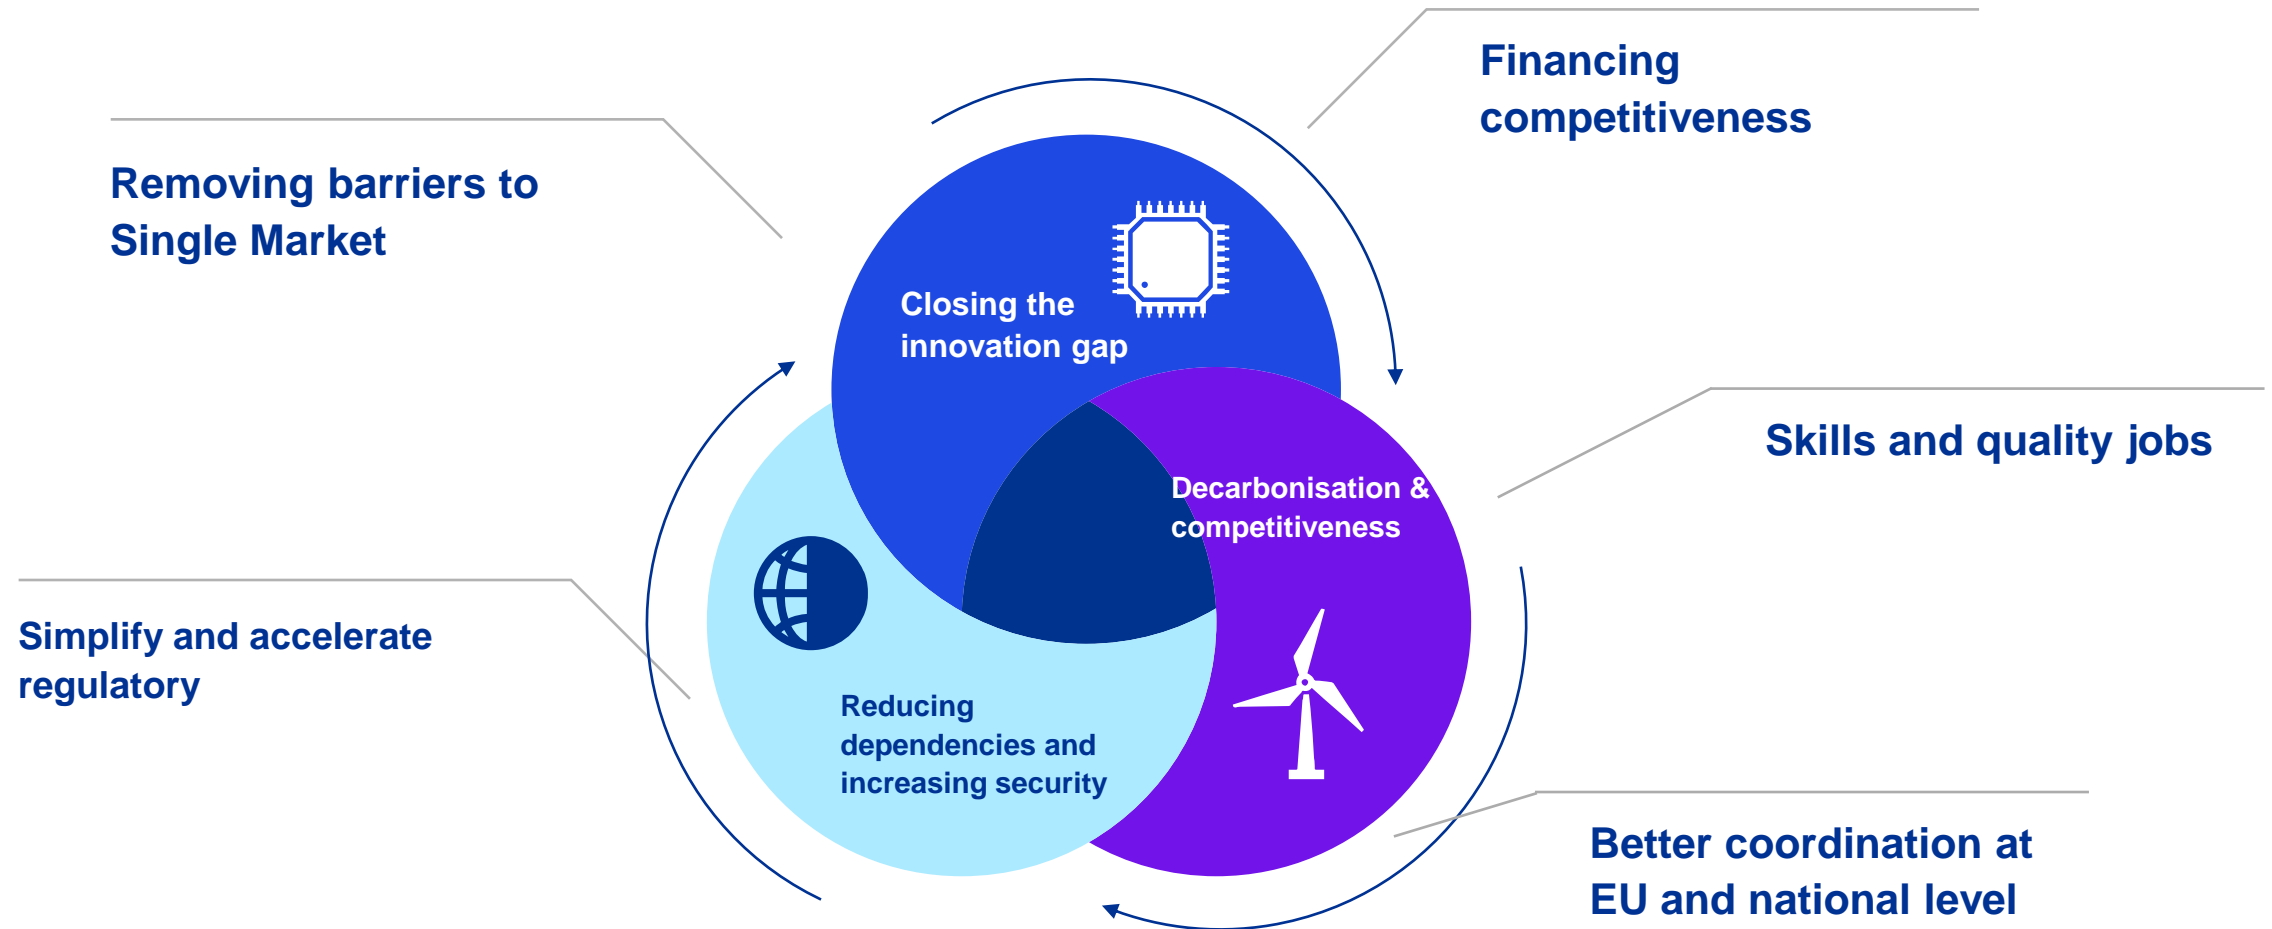 Financing
competitiveness
Removing barriers to
Single Market
Closing the
innovation gap
Skills and quality jobs
Decarbonisation &
competitiveness
Simplify and accelerate
regulatory
Reducing
dependencies and
increasing security
Better coordination at
EU and national level